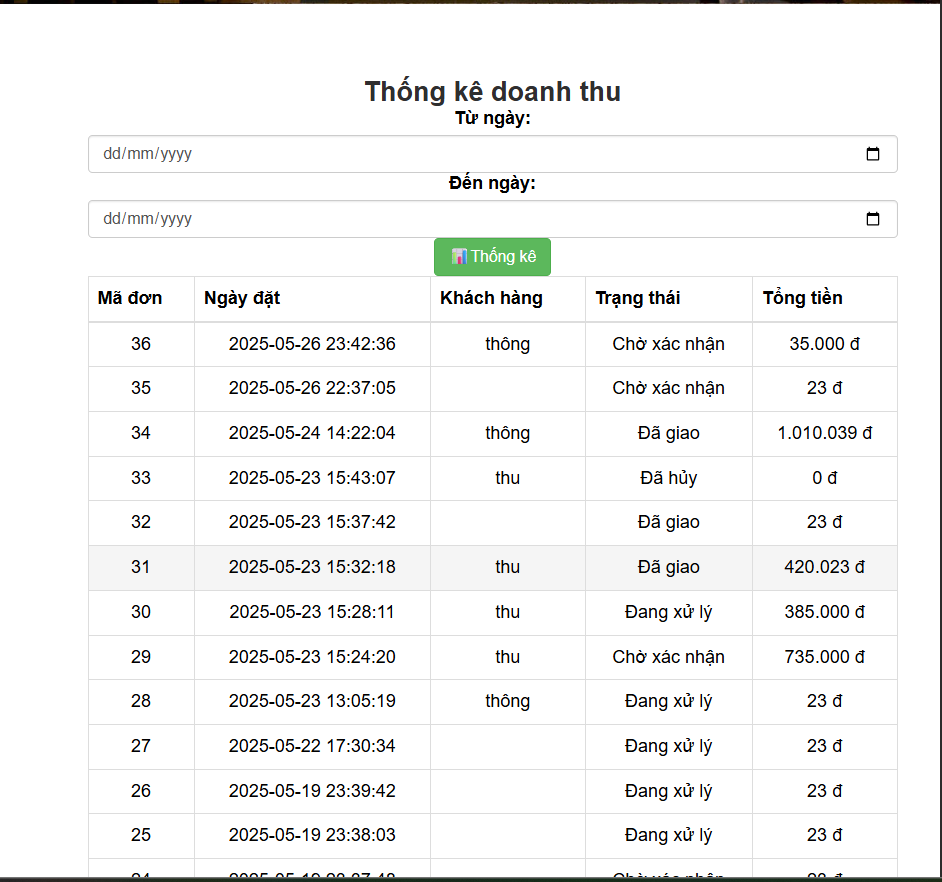 Thống kê doanh thu
Từ ngày:
dd/mm/yyyy
Đến ngày:
dd/mm/yyyy
Thống kê
Mã đơn Ngày đặt Khách hàng Trạng thái Tổng tiền
36 2025-05-26 23:42:36 thông Chờ xác nhận 35.000 đ
35 2025-05-26 22:37:05 Chờ xác nhận 23 đ
34 2025-05-24 14:22:04 thông Đã giao 1.010.039 đ
33 2025-05-23 15:43:07 thu Đã hủy 0 đ
32 2025-05-23 15:37:42 Đã giao 23 đ
31 2025-05-23 15:32:18 thu Đã giao 420.023 đ
30 2025-05-23 15:28:11 thu Đang xử lý 385.000 đ
29 2025-05-23 15:24:20 thu Chờ xác nhận 735.000 đ
28 2025-05-23 13:05:19 thông Đang xử lý 23 đ
27 2025-05-22 17:30:34 Đang xử lý 23 đ
26 2025-05-19 23:39:42 Đang xử lý 23 đ
25 2025-05-19 23:38:03 Đang xử lý 23 đ